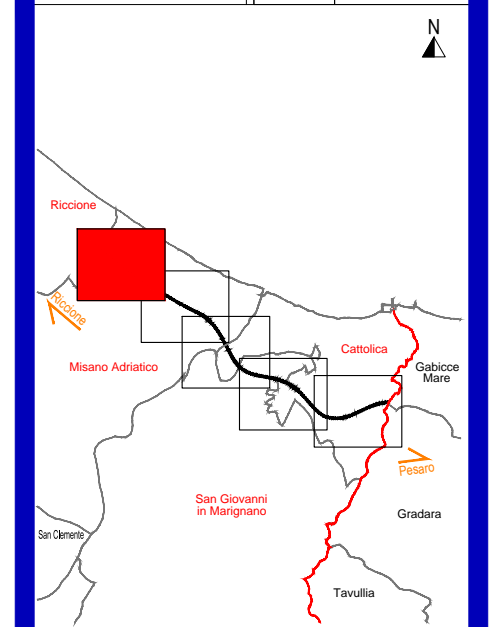 N
Riccione
Riccione
Misano Adriatico
Cattolica
Gabicce
Mare
Pesaro
San Giovanni
in Marignano
Gradara
San Clemente
Tavullia